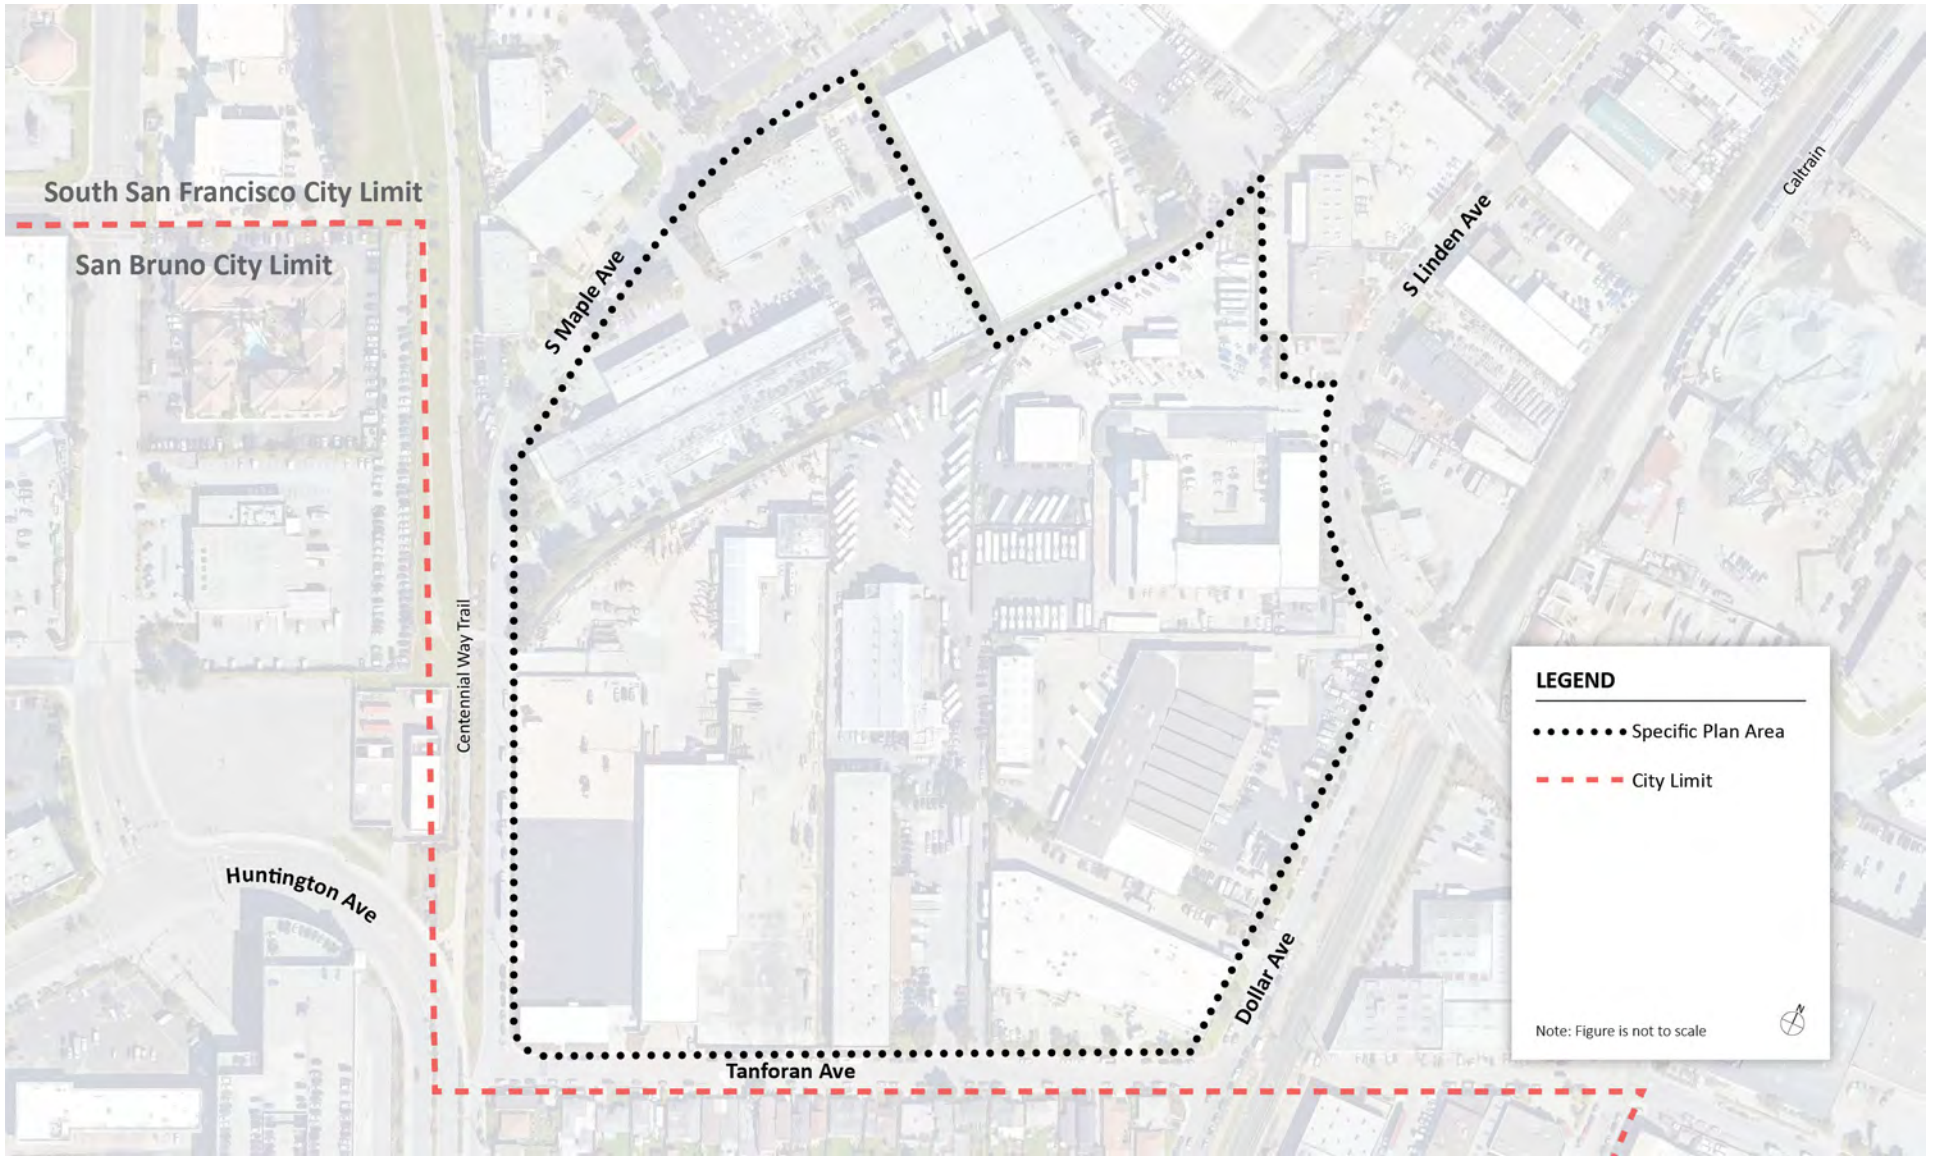 South San Francisco City Limit
San Bruno City Limit
S Maple Ave
S Linden Ave
Caltrain
Centennial Way Trail
Huntington Ave
Dollar Ave
Tanforan Ave
LEGEND
Specific Plan Area
City Limit
Note: Figure is not to scale
N